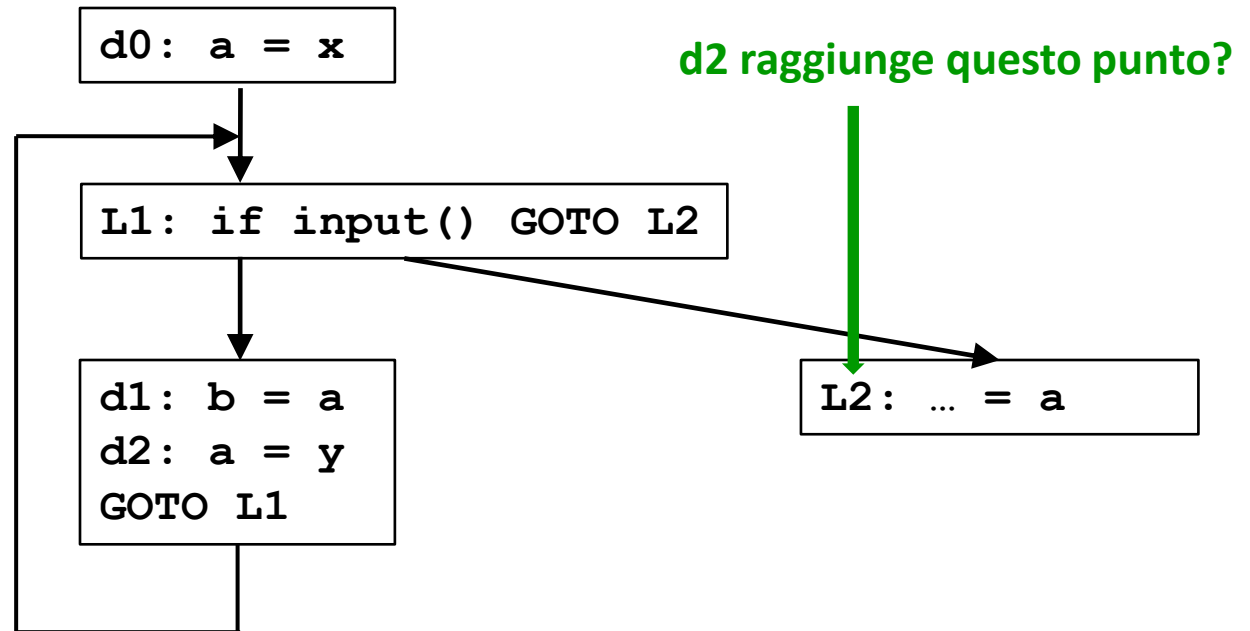 d0: a = x
d2 raggiunge questo punto?
L1: if input() GOTO L2
d1: b = a
d2: a = y
GOTO L1
L2: … = a